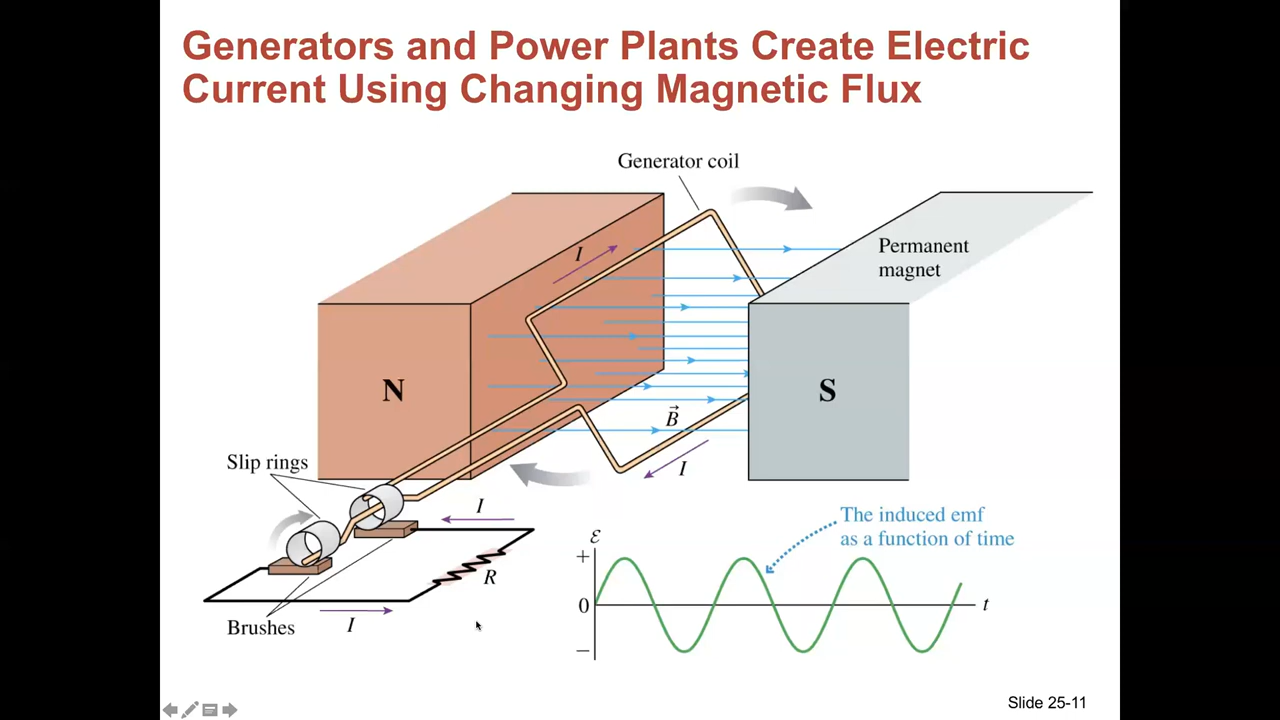 Generators and Power Plants Create Electric
Current Using Changing Magnetic Flux
Generator coil
Permanent
magnet
I
N
S
B
I
Slip rings
I
R
I
Brushes
The induced emf
as a function of time
ℰ
+
0
−
t
Slide 25-11